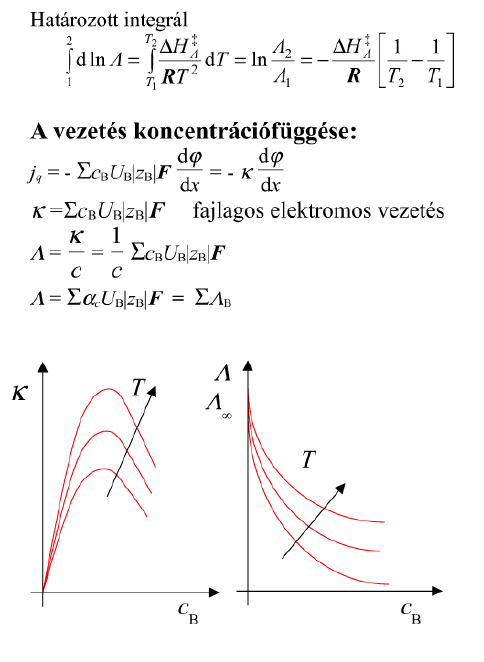 Határozott integrál
∫₁² d ln Λ = ∫_{T₁}^{T₂} ΔH_Λ^‡ / RT² dT = ln Λ₂/Λ₁ = - ΔH_Λ^‡ / R [1/T₂ - 1/T₁]
A vezetés koncentrációfüggése:
j_q = - Σc_B U_B|z_B|F dφ/dx = - κ dφ/dx
κ = Σc_B U_B|z_B|F fajlagos elektromos vezetés
Λ = κ/c = 1/c Σc_B U_B|z_B|F
Λ = Σα_c U_B|z_B|F = ΣΛ_B
κ T c_B
Λ Λ_∞ T c_B